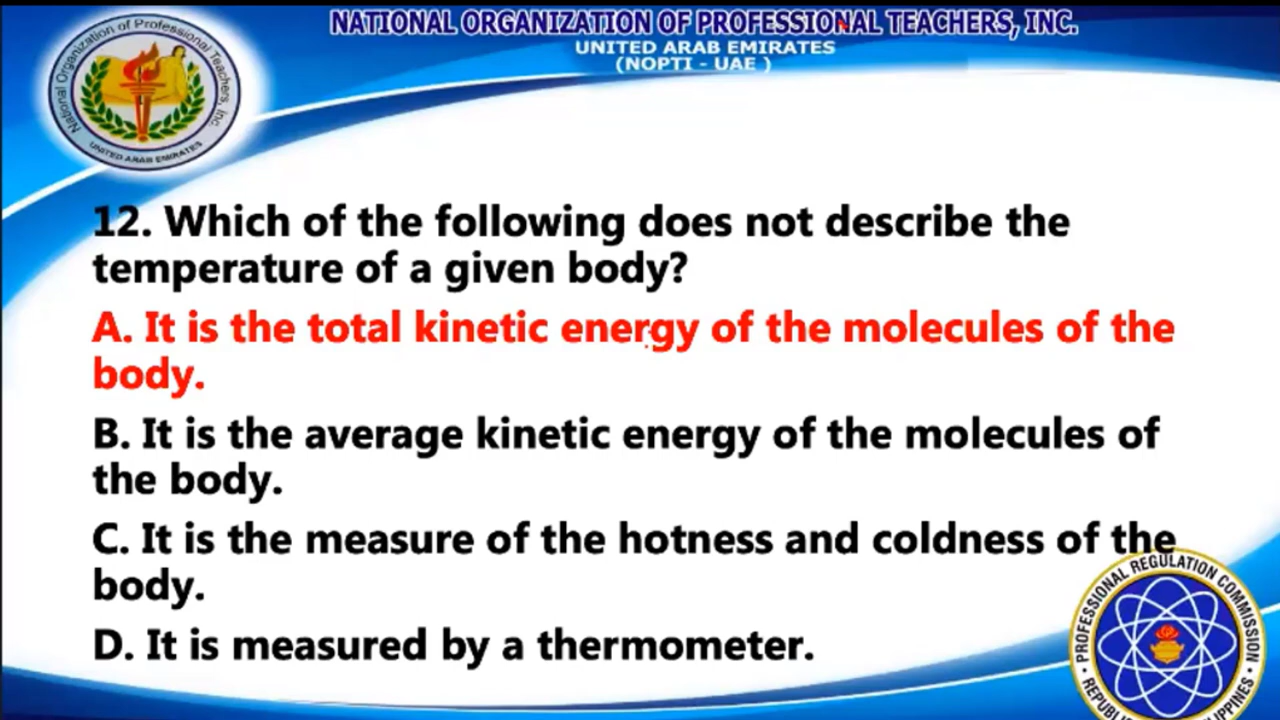 NATIONAL ORGANIZATION OF PROFESSIONAL TEACHERS, INC.
UNITED ARAB EMIRATES
(NOPTI - UAE )
National Organization of Professional Teachers, Inc
UNITED ARAB EMIRATES
12. Which of the following does not describe the
temperature of a given body?
A. It is the total kinetic energy of the molecules of the
body.
B. It is the average kinetic energy of the molecules of
the body.
C. It is the measure of the hotness and coldness of the
body.
D. It is measured by a thermometer.
PROFESSIONAL REGULATION COMMISSION